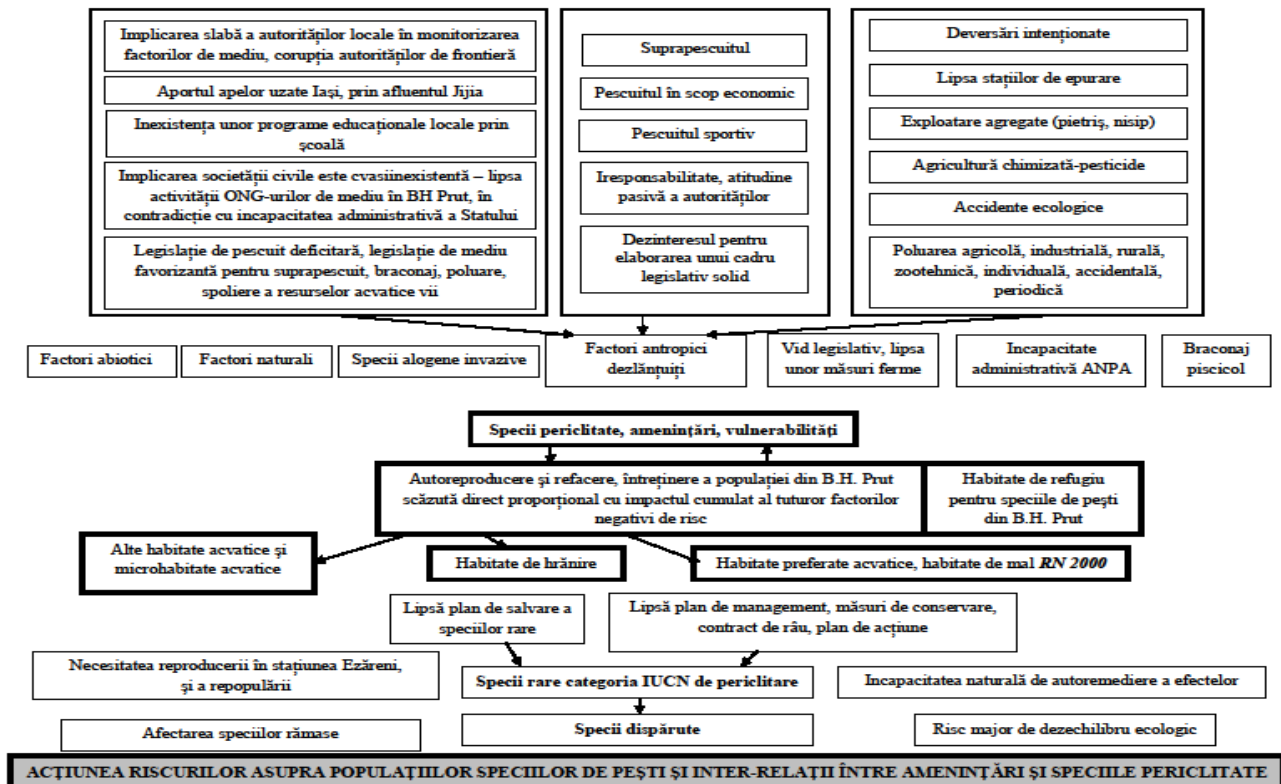 Implicarea slabă a autorităților locale în monitorizarea
factorilor de mediu, corupția autorităților de frontieră
Aportul apelor uzate Iași, prin afluentul Jijia
Inexistența unor programe educaționale locale prin
școală
Implicarea societății civile este cvasiinexistentă – lipsa
activității ONG-urilor de mediu în BH Prut, în
contradicție cu incapacitatea administrativă a Statului
Legislație de pescuit deficitară, legislație de mediu
favorizantă pentru suprapescuit, braconaj, poluare,
spoliere a resurselor acvatice vii
Suprapescuitul
Pescuitul în scop economic
Pescuitul sportiv
Iresponsabilitate, atitudine
pasivă a autorităților
Dezinteresul pentru
elaborarea unui cadru
legislativ solid
Deversări intenționate
Lipsa stațiilor de epurare
Exploatare agregate (pietriș, nisip)
Agricultură chimizată-pesticide
Accidente ecologice
Poluarea agricolă, industrială, rurală,
zootehnică, individuală, accidentală,
periodică
Factori abiotici
Factori naturali
Specii alogene invazive
Factori antropici
dezlănțuiți
Vid legislativ, lipsa
unor măsuri ferme
Incapacitate
administrativă ANPA
Braconaj
piscicol
Specii periclitate, amenințări, vulnerabilități
Autoreproducere și refacere, întreținere a populației din B.H. Prut
scăzută direct proporțional cu impactul cumulat al tuturor factorilor
negativi de risc
Habitate de refugiu
pentru speciile de pești
din B.H. Prut
Alte habitate acvatice și
microhabitate acvatice
Habitate de hrănire
Habitate preferate acvatice, habitate de mal RN 2000
Lipsă plan de salvare a
speciilor rare
Lipsă plan de management, măsuri de conservare,
contract de râu, plan de acțiune
Necesitatea reproducerii în stațiunea Ezăreni,
și a repopulării
Specii rare categoria IUCN de periclitare
Incapacitatea naturală de autoremediere a efectelor
Afectarea speciilor rămase
Specii dispărute
Risc major de dezechilibru ecologic
ACȚIUNEA RISCURILOR ASUPRA POPULAȚIILOR SPECIILOR DE PEȘTI ȘI INTER-RELAȚII ÎNTRE AMENINȚĂRI ȘI SPECIILE PERICLITATE